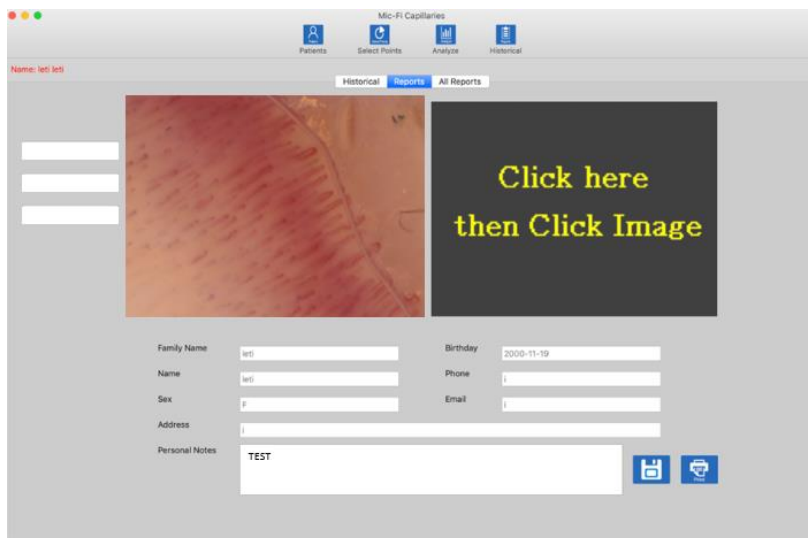 Mic-Fi Capillaries
Patients
Select Points
Analyze
Historical
Name: leti leti
Historical
Reports
All Reports
Click here
then Click Image
Family Name
leti
Birthday
2000-11-19
Name
leti
Phone
i
Sex
F
Email
i
Address
i
Personal Notes
TEST
Print